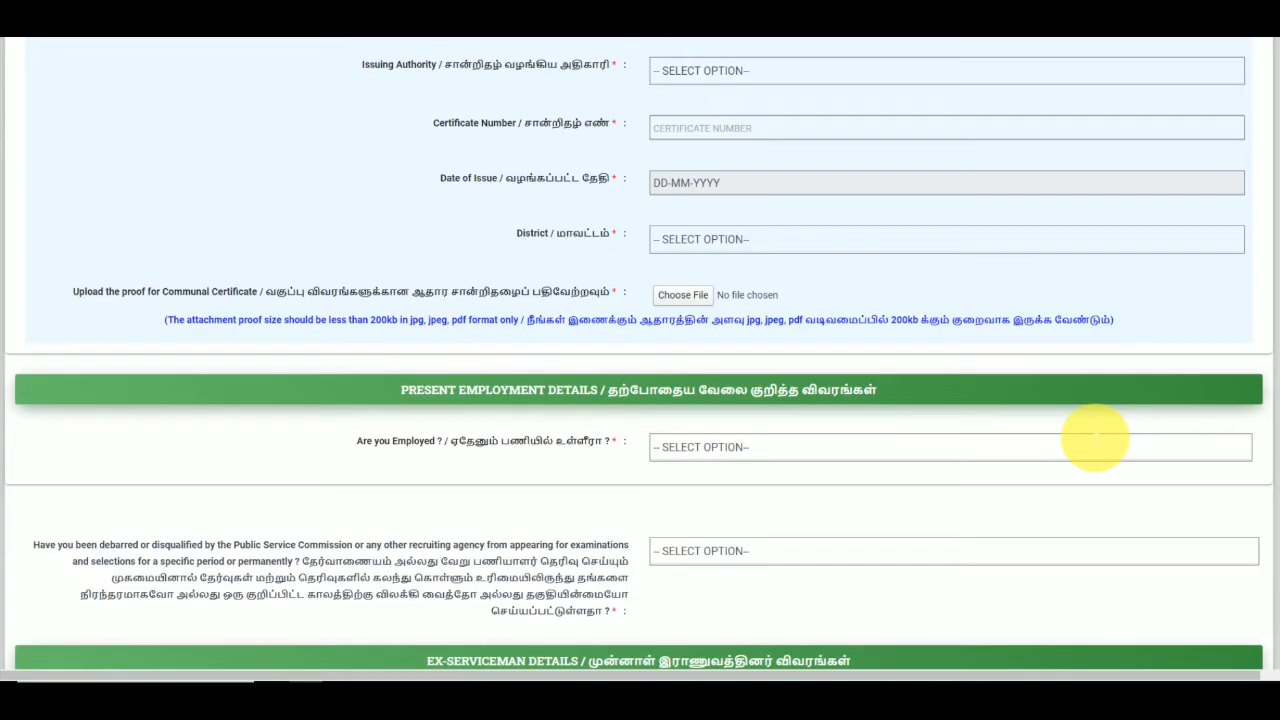 Issuing Authority / சான்றிதழ் வழங்கிய அதிகாரி * :
-- SELECT OPTION--
Certificate Number / சான்றிதழ் எண் * :
CERTIFICATE NUMBER
Date of Issue / வழங்கப்பட்ட தேதி * :
DD-MM-YYYY
District / மாவட்டம் * :
-- SELECT OPTION--
Upload the proof for Communal Certificate / வகுப்பு விவரங்களுக்கான ஆதார சான்றிதழைப் பதிவேற்றவும் * :
Choose File No file chosen
(The attachment proof size should be less than 200kb in jpg, jpeg, pdf format only / நீங்கள் இணைக்கும் ஆதாரத்தின் அளவு jpg, jpeg, pdf வடிவமைப்பில் 200kb க்கும் குறைவாக இருக்க வேண்டும்)
PRESENT EMPLOYMENT DETAILS / தற்போதைய வேலை குறித்த விவரங்கள்
Are you Employed ? / ஏதேனும் பணியில் உள்ளீரா ? * :
-- SELECT OPTION--
Have you been debarred or disqualified by the Public Service Commission or any other recruiting agency from appearing for examinations
and selections for a specific period or permanently ? தேர்வாணையம் அல்லது வேறு பணியாளர் தெரிவு செய்யும்
முகமையினால் தேர்வுகள் மற்றும் தெரிவுகளில் கலந்து கொள்ளும் உரிமையிலிருந்து தங்களை
நிரந்தரமாகவோ அல்லது ஒரு குறிப்பிட்ட காலத்திற்கு விலக்கி வைத்தோ அல்லது தகுதியின்மையோ
செய்யப்பட்டுள்ளதா ? * :
-- SELECT OPTION--
EX-SERVICEMAN DETAILS / முன்னாள் இராணுவத்தினர் விவரங்கள்